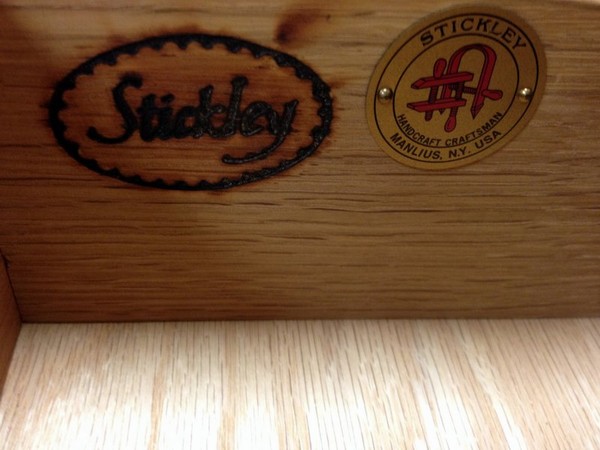 Stickley
STICKLEY
HANDCRAFT CRAFTSMAN
MANLIUS, N.Y. USA